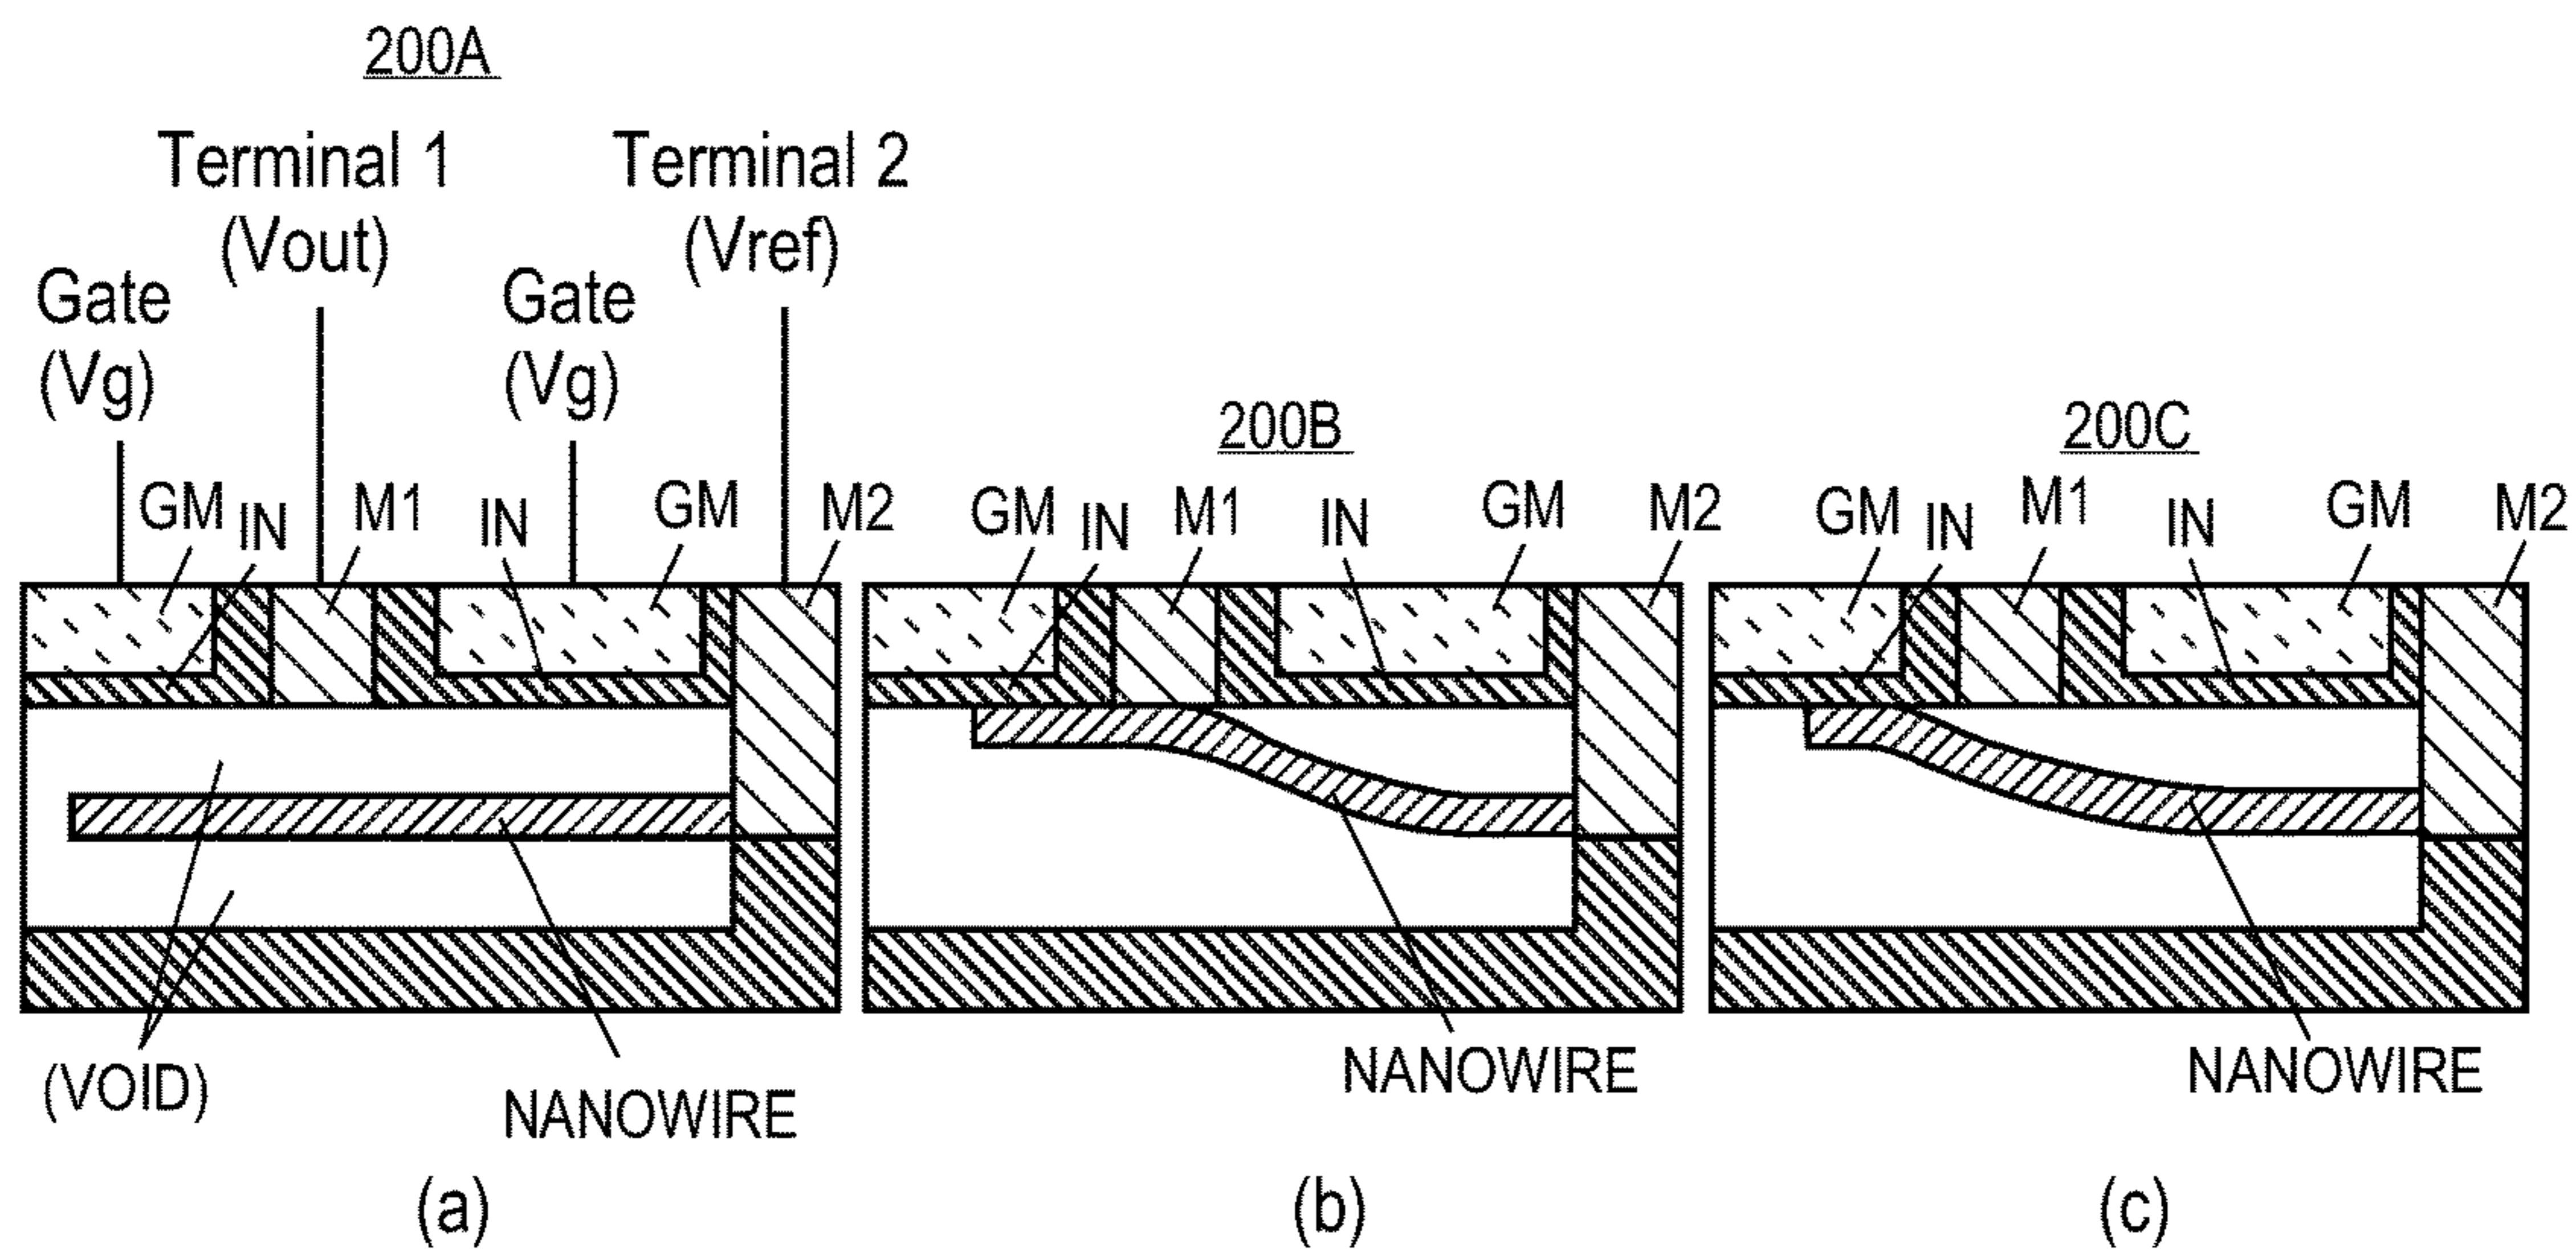 200A
Terminal 1
(Vout)
Terminal 2
(Vref)
Gate
(Vg)
Gate
(Vg)
GM
IN
M1
IN
GM
M2
(VOID)
NANOWIRE
(a)
200B
GM
IN
M1
IN
GM
M2
NANOWIRE
(b)
200C
GM
IN
M1
IN
GM
M2
NANOWIRE
(c)